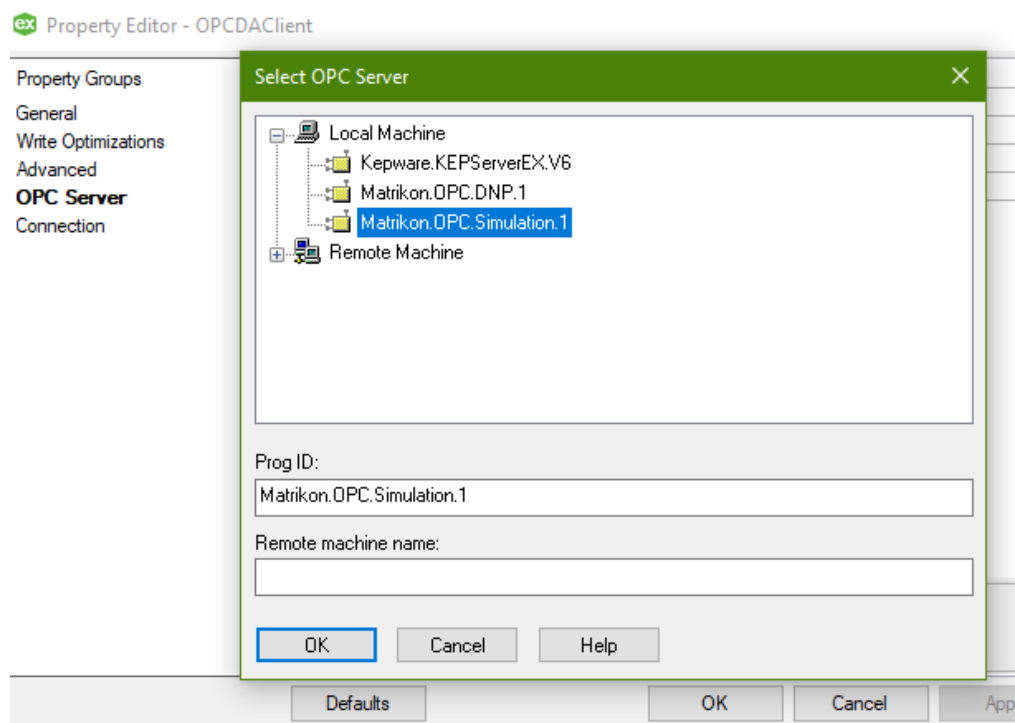 ex Property Editor - OPCDAClient
Property Groups
General
Write Optimizations
Advanced
OPC Server
Connection
Select OPC Server
Local Machine
Kepware.KEPServerEX.V6
Matrikon.OPC.DNP.1
Matrikon.OPC.Simulation.1
Remote Machine
Prog ID:
Matrikon.OPC.Simulation.1
Remote machine name:
OK Cancel Help
Defaults OK Cancel App